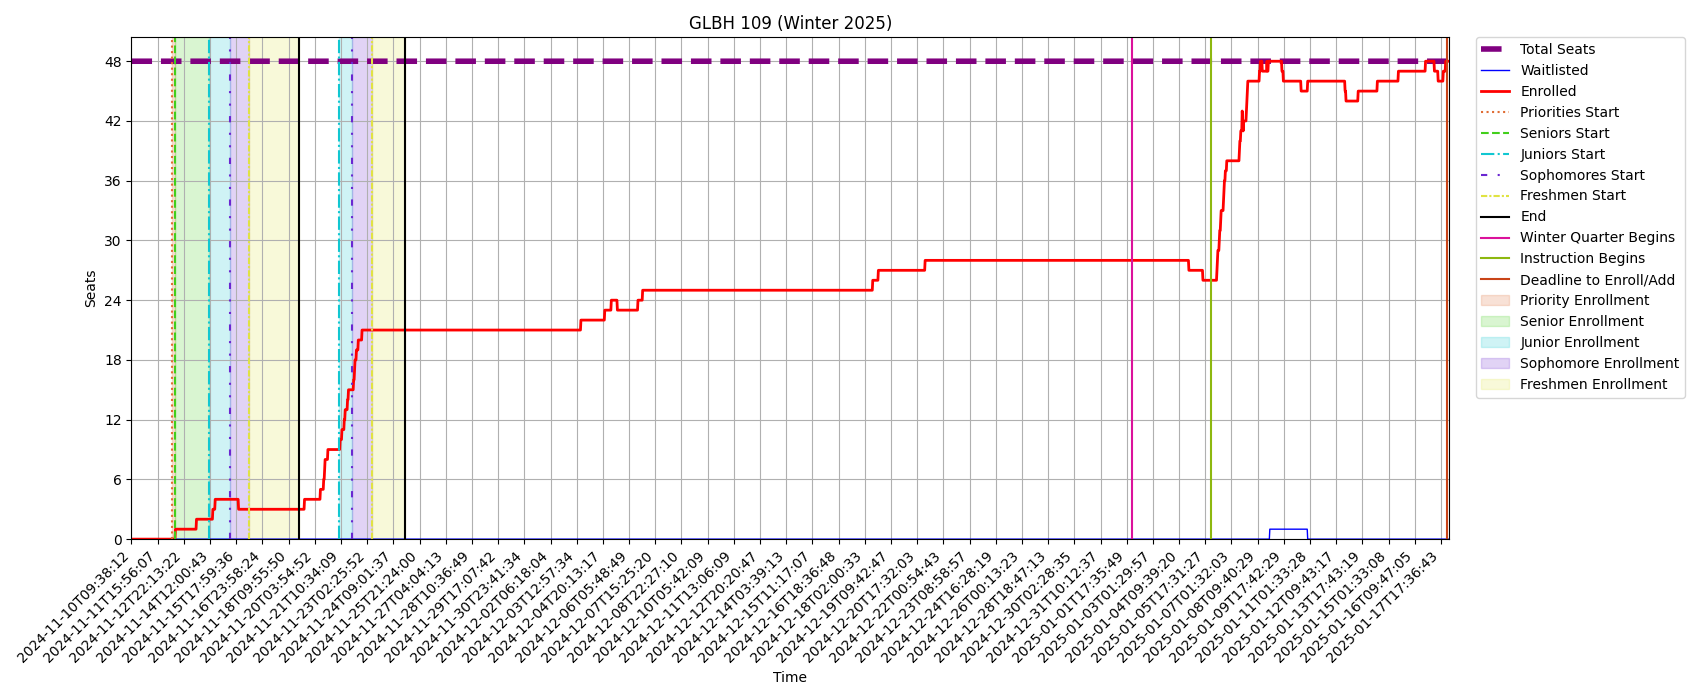 GLBH 109 (Winter 2025)
48
42
36
30
24
18
12
6
0
Seats
2024-11-10T09:38:12
2024-11-11T15:56:07
2024-11-12T22:13:22
2024-11-14T12:00:43
2024-11-15T17:59:36
2024-11-16T23:58:24
2024-11-18T09:55:50
2024-11-20T03:54:52
2024-11-21T10:34:09
2024-11-23T02:25:52
2024-11-24T09:01:37
2024-11-25T21:24:00
2024-11-27T04:04:13
2024-11-28T10:36:49
2024-11-29T17:07:42
2024-11-30T23:41:34
2024-12-02T06:18:04
2024-12-03T12:57:34
2024-12-04T20:13:17
2024-12-06T05:48:49
2024-12-07T15:25:20
2024-12-08T22:27:10
2024-12-10T05:42:09
2024-12-11T13:06:09
2024-12-12T20:20:47
2024-12-14T03:39:13
2024-12-15T11:17:07
2024-12-16T18:36:48
2024-12-18T02:00:33
2024-12-19T09:42:47
2024-12-20T17:32:03
2024-12-22T00:54:43
2024-12-23T08:58:57
2024-12-24T16:28:19
2024-12-26T00:13:23
2024-12-28T18:47:13
2024-12-30T02:28:35
2024-12-31T10:12:37
2025-01-01T17:35:49
2025-01-03T01:29:57
2025-01-04T09:39:20
2025-01-05T17:31:27
2025-01-07T01:32:03
2025-01-08T09:40:29
2025-01-09T17:42:29
2025-01-11T01:33:28
2025-01-12T09:43:17
2025-01-13T17:43:19
2025-01-15T01:33:08
2025-01-16T09:47:05
2025-01-17T17:36:43
Time
Total Seats
Waitlisted
Enrolled
Priorities Start
Seniors Start
Juniors Start
Sophomores Start
Freshmen Start
End
Winter Quarter Begins
Instruction Begins
Deadline to Enroll/Add
Priority Enrollment
Senior Enrollment
Junior Enrollment
Sophomore Enrollment
Freshmen Enrollment